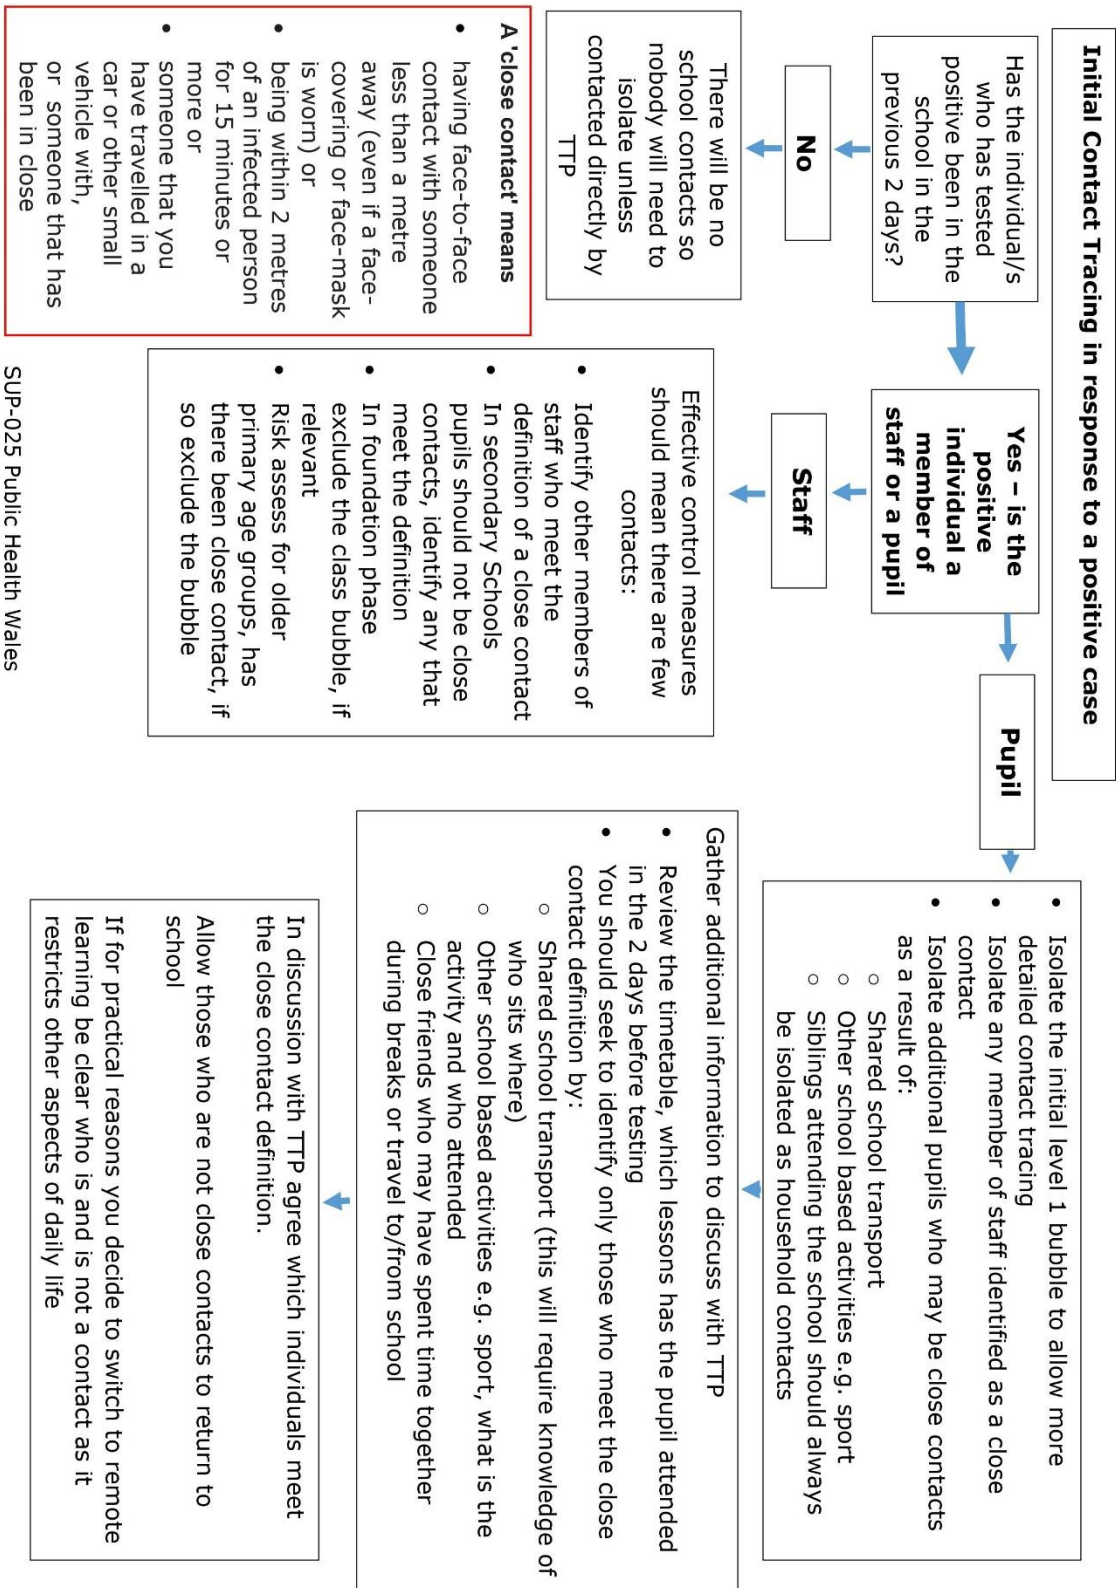 Initial Contact Tracing in response to a positive case
Has the individual/s
who has tested
positive been in the
school in the
previous 2 days?
No
There will be no
school contacts so
nobody will need to
isolate unless
contacted directly by
TTP
A 'close contact' means
• having face-to-face
contact with someone
less than a metre
away (even if a face-
covering or face-mask
is worn) or
• being within 2 metres
of an infected person
for 15 minutes or
more or
• someone that you
have travelled in a
car or other small
vehicle with,
or someone that has
been in close
Yes – is the
positive
individual a
member of
staff or a pupil
Staff
Effective control measures
should mean there are few
contacts:
• Identify other members of
staff who meet the
definition of a close contact
• In secondary Schools
pupils should not be close
contacts, identify any that
meet the definition
• In foundation phase
exclude the class bubble, if
relevant
• Risk assess for older
primary age groups, has
there been close contact, if
so exclude the bubble
Pupil
• Isolate the initial level 1 bubble to allow more
detailed contact tracing
• Isolate any member of staff identified as a close
contact
• Isolate additional pupils who may be close contacts
as a result of:
○ Shared school transport
○ Other school based activities e.g. sport
○ Siblings attending the school should always
be isolated as household contacts
Gather additional information to discuss with TTP
• Review the timetable, which lessons has the pupil attended
in the 2 days before testing
• You should seek to identify only those who meet the close
contact definition by:
○ Shared school transport (this will require knowledge of
who sits where)
○ Other school based activities e.g. sport, what is the
activity and who attended
○ Close friends who may have spent time together
during breaks or travel to/from school
In discussion with TTP agree which individuals meet
the close contact definition.
Allow those who are not close contacts to return to
school
If for practical reasons you decide to switch to remote
learning be clear who is and is not a contact as it
restricts other aspects of daily life
SUP-025 Public Health Wales